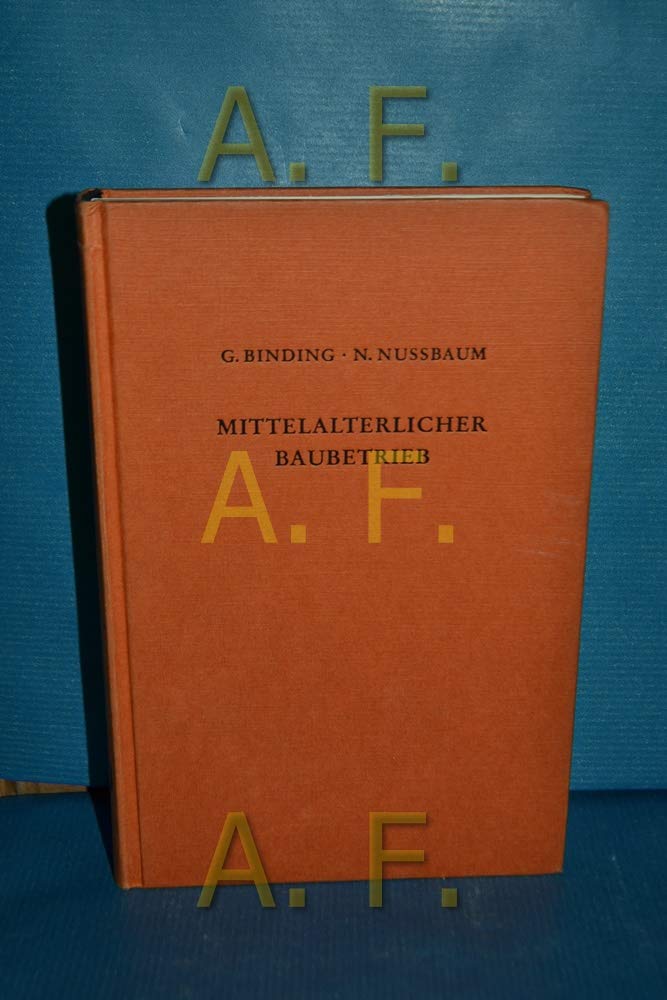 A. F.
G. BINDING · N. NUSSBAUM
MITTELALTERLICHER
BAUBETRIEB
A. F.
A. F.